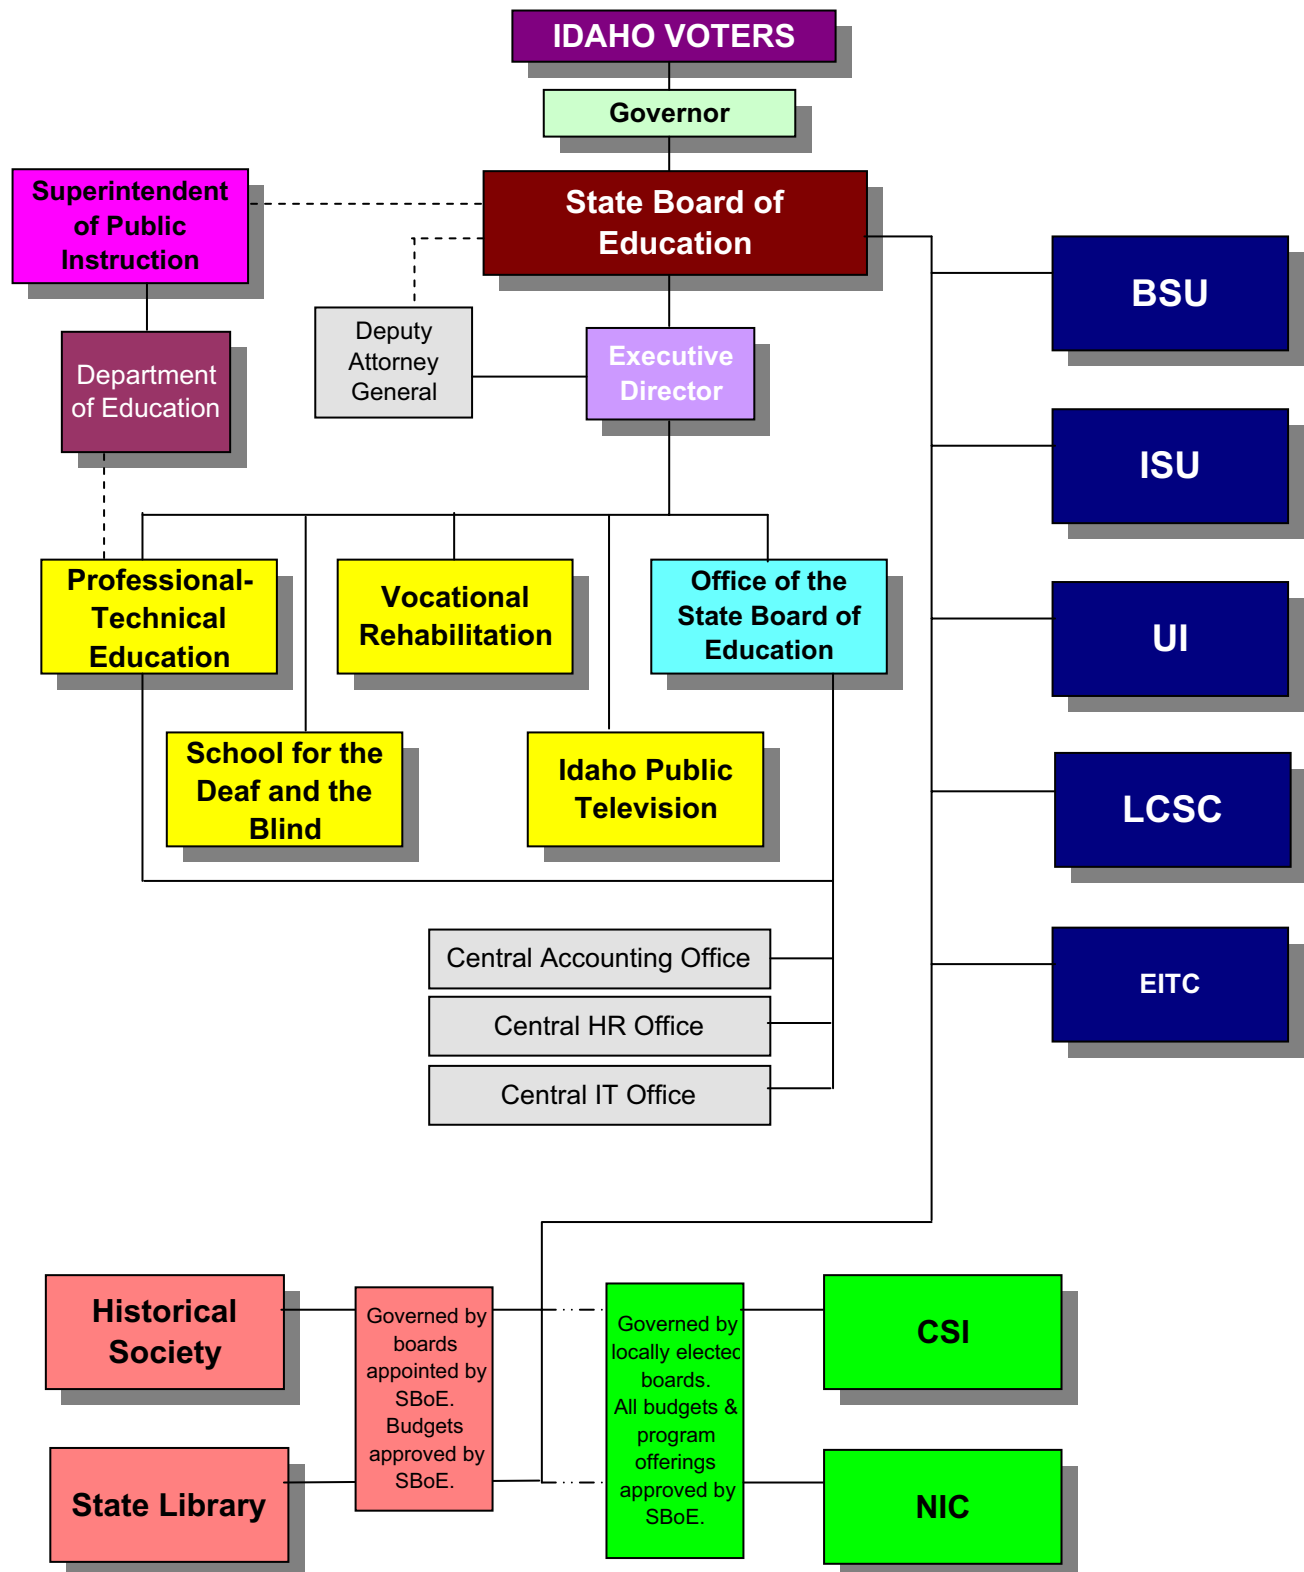 IDAHO VOTERS
Governor
State Board of
Education
Superintendent
of Public
Instruction
Deputy
Attorney
General
Executive
Director
Department
of Education
Professional-
Technical
Education
Vocational
Rehabilitation
Office of the
State Board of
Education
School for the
Deaf and the
Blind
Idaho Public
Television
Central Accounting Office
Central HR Office
Central IT Office
BSU
ISU
UI
LCSC
EITC
Historical
Society
State Library
Governed by
boards
appointed by
SBoE.
Budgets
approved by
SBoE.
Governed by
locally elected
boards.
All budgets &
program
offerings
approved by
SBoE.
CSI
NIC